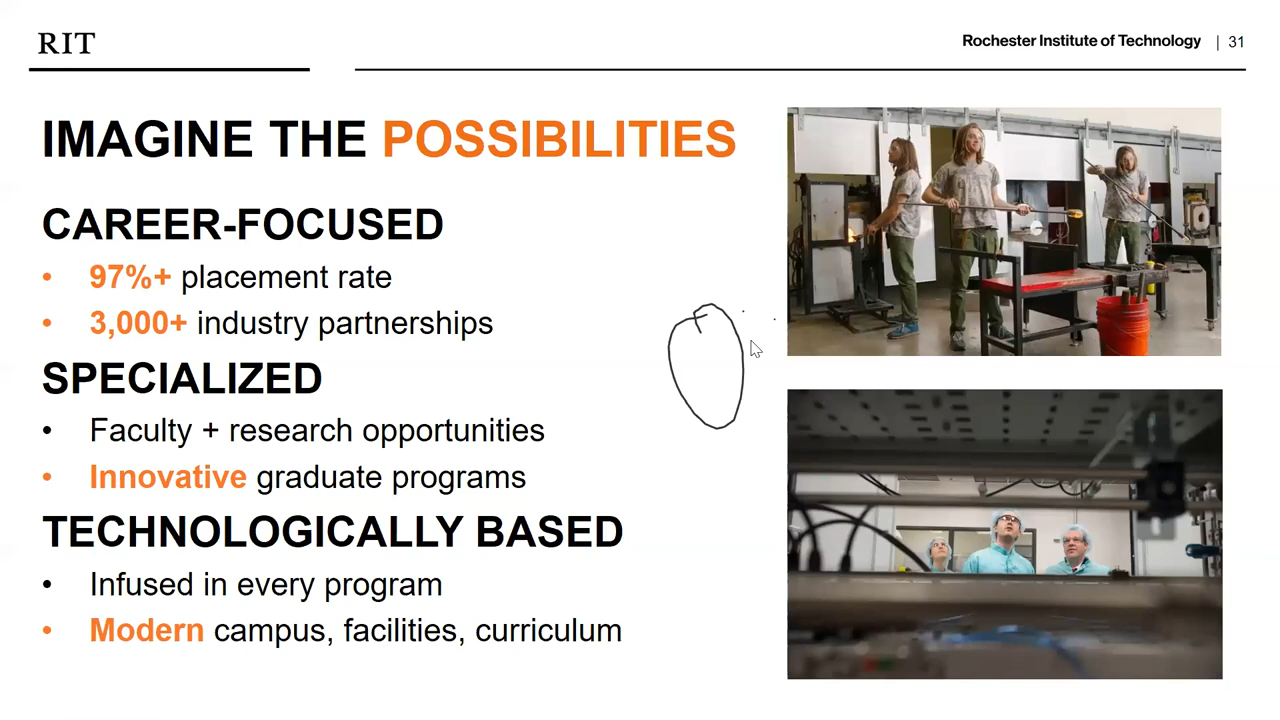 RIT
Rochester Institute of Technology | 31
IMAGINE THE POSSIBILITIES
CAREER-FOCUSED
• 97%+ placement rate
• 3,000+ industry partnerships
SPECIALIZED
• Faculty + research opportunities
• Innovative graduate programs
TECHNOLOGICALLY BASED
• Infused in every program
• Modern campus, facilities, curriculum